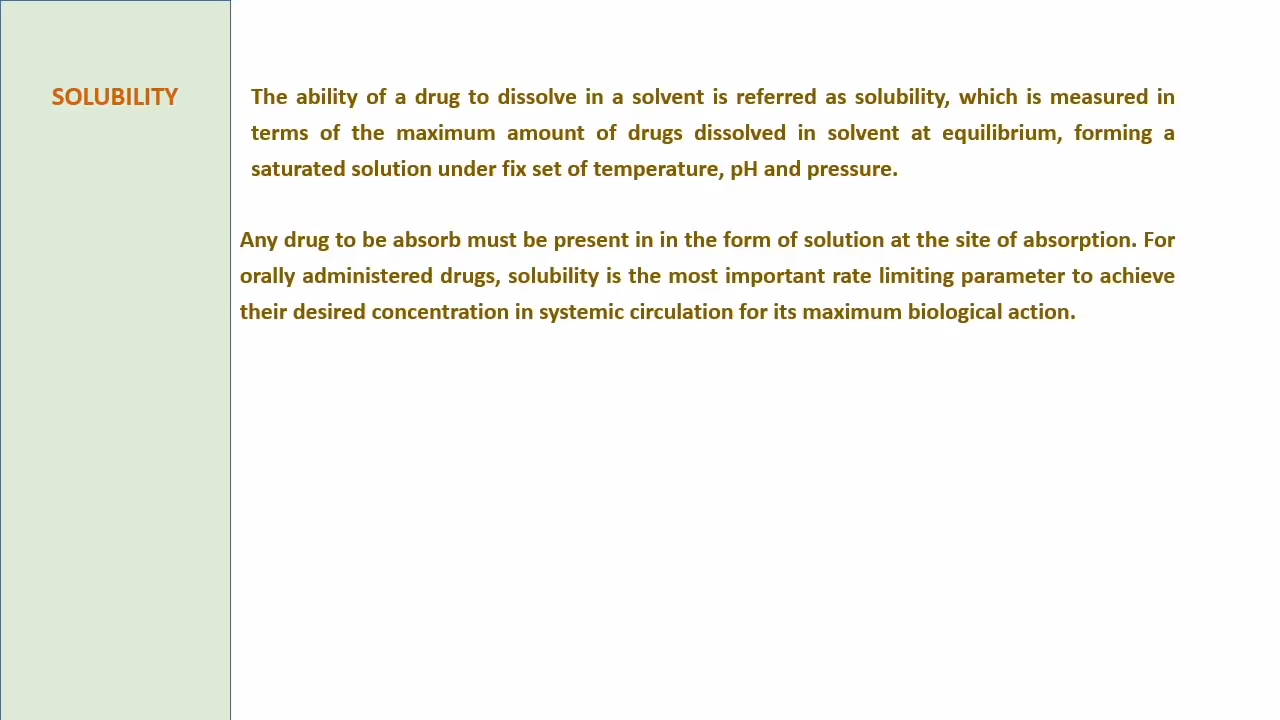 SOLUBILITY
The ability of a drug to dissolve in a solvent is referred as solubility, which is measured in
terms of the maximum amount of drugs dissolved in solvent at equilibrium, forming a
saturated solution under fix set of temperature, pH and pressure.
Any drug to be absorb must be present in in the form of solution at the site of absorption. For
orally administered drugs, solubility is the most important rate limiting parameter to achieve
their desired concentration in systemic circulation for its maximum biological action.